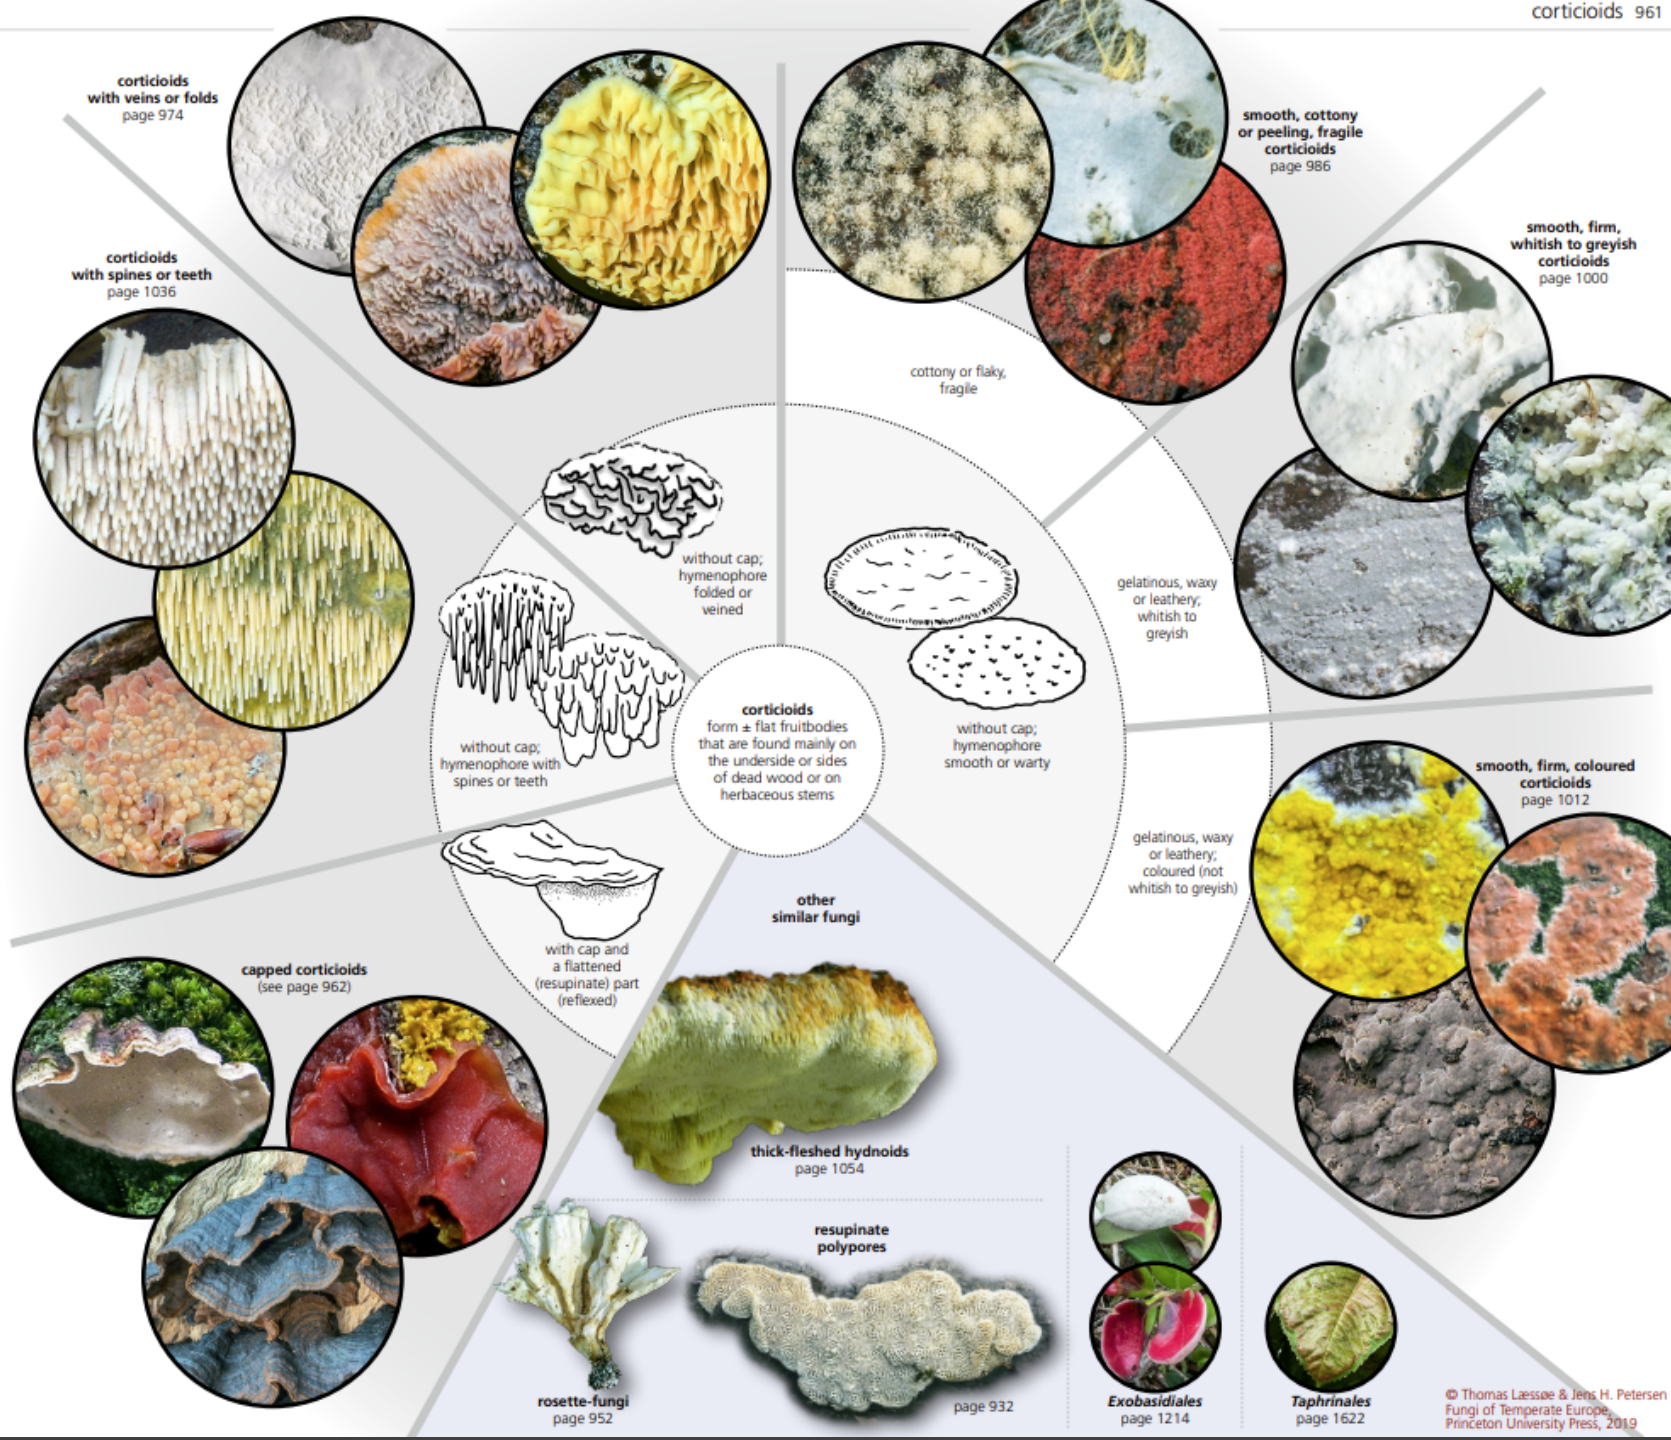 corticioids 961
corticioids
with veins or folds
page 974
smooth, cottony
or peeling, fragile
corticioids
page 986
smooth, firm,
whitish to greyish
corticioids
page 1000
corticioids
with spines or teeth
page 1036
cottony or flaky,
fragile
without cap;
hymenophore
folded or
veined
gelatinous, waxy
or leathery;
whitish to
greyish
without cap;
hymenophore with
spines or teeth
corticioids
form ± flat fruitbodies
that are found mainly on
the underside or sides
of dead wood or on
herbaceous stems
without cap;
hymenophore
smooth or warty
smooth, firm, coloured
corticioids
page 1012
gelatinous, waxy
or leathery;
coloured (not
whitish to greyish)
other
similar fungi
with cap and
a flattened
(resupinate) part
(reflexed)
capped corticioids
(see page 962)
thick-fleshed hydnoids
page 1054
resupinate
polypores
page 932
rosette-fungi
page 952
Exobasidiales
page 1214
Taphrinales
page 1622
© Thomas Læssøe & Jens H. Petersen
Fungi of Temperate Europe,
Princeton University Press, 2019